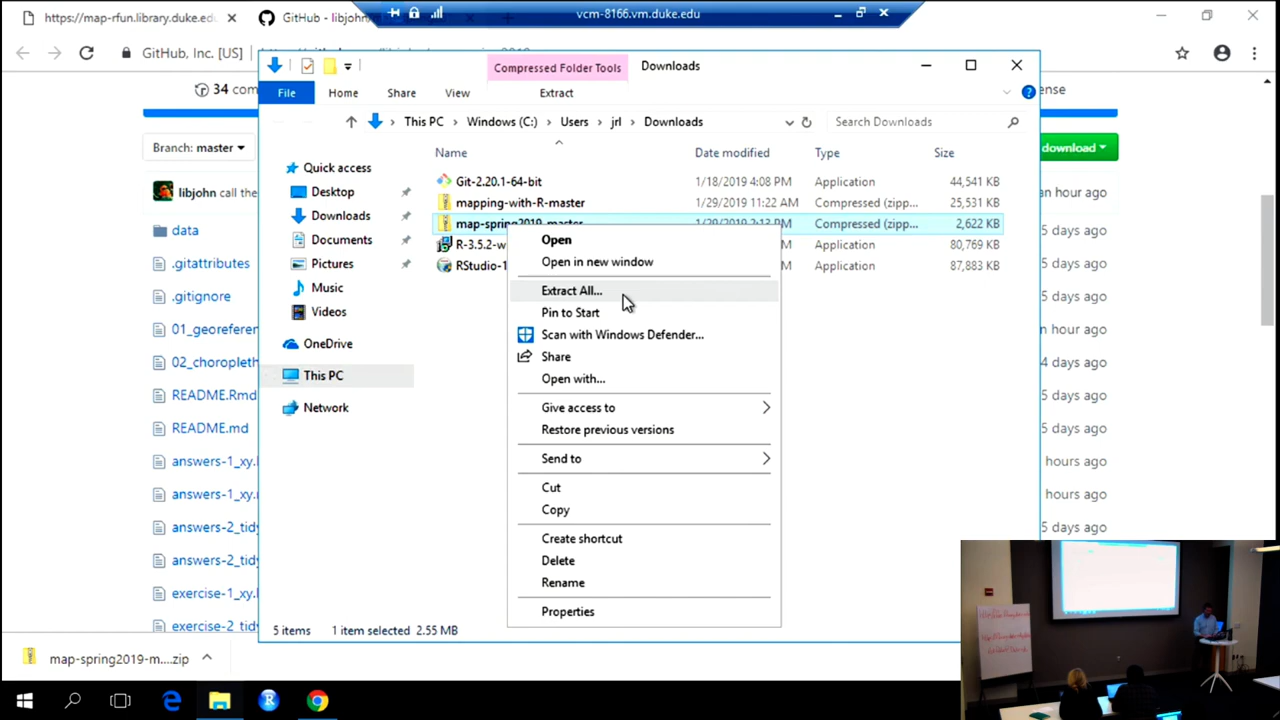 https://map-rfun.library.duke.ed
GitHub - libjohn
vcm-8166.vm.duke.edu
GitHub, Inc. [US]
34 com
ense
Compressed Folder Tools
Downloads
File
Home
Share
View
Extract
This PC > Windows (C:) > Users > jrl > Downloads
Search Downloads
Branch: master
download
Name
Date modified
Type
Size
libjohn call the
an hour ago
Quick access
Desktop
Downloads
Documents
Pictures
Music
Videos
OneDrive
This PC
Network
Git-2.20.1-64-bit
1/18/2019 4:08 PM
Application
44,541 KB
mapping-with-R-master
1/29/2019 11:22 AM
Compressed (zipp...
25,531 KB
map-spring2019-master
1/29/2019 2:13 PM
Compressed (zipp...
2,622 KB
R-3.5.2-w
M
Application
80,769 KB
RStudio-1
M
Application
87,883 KB
Open
Open in new window
Extract All...
Pin to Start
Scan with Windows Defender...
Share
Open with...
Give access to
Restore previous versions
Send to
Cut
Copy
Create shortcut
Delete
Rename
Properties
data
.gitattributes
.gitignore
01_georeferen
02_choropleth
README.Rmd
README.md
answers-1_xy.
answers-1_xy.
answers-2_tidy
answers-2_tidy
exercise-1_xy.
exercise-2_tid
5 days ago
5 days ago
5 days ago
5 days ago
4 days ago
5 days ago
5 days ago
hours ago
hours ago
5 days ago
5 items
1 item selected 2.55 MB
map-spring2019-m....zip